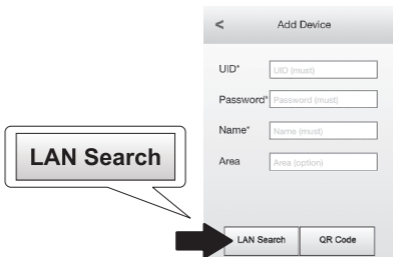 < Add Device
UID* UID (must)
Password* Password (must)
Name* Name (must)
Area Area (option)
LAN Search
LAN Search QR Code